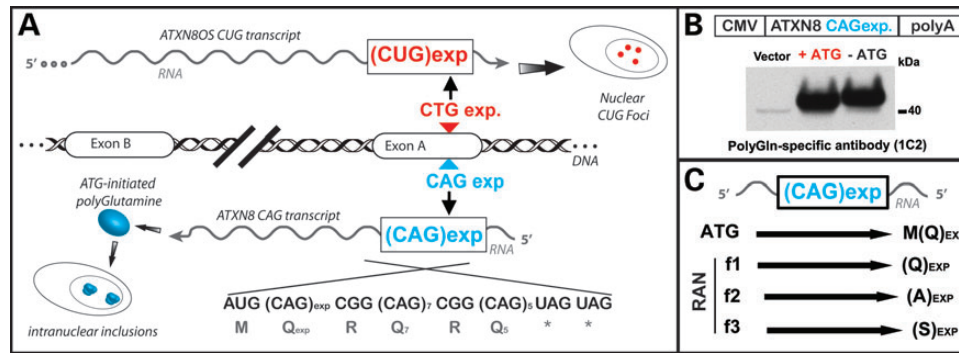 A
ATXN8OS CUG transcript
5'
RNA
(CUG)exp
Nuclear
CUG Foci
CTG exp.
Exon B
Exon A
DNA
CAG exp
ATG-initiated
polyGlutamine
ATXN8 CAG transcript
(CAG)exp
5'
RNA
intranuclear inclusions
AUG (CAG)exp CGG (CAG)7 CGG (CAG)5 UAG UAG
M Qexp R Q7 R Q5 * *
B
CMV ATXN8 CAGexp. polyA
Vector + ATG - ATG kDa
40
PolyGln-specific antibody (1C2)
C
5' (CAG)exp 5'
RNA
ATG M(Q)EX
RAN
f1 (Q)EXP
f2 (A)EXP
f3 (S)EXP